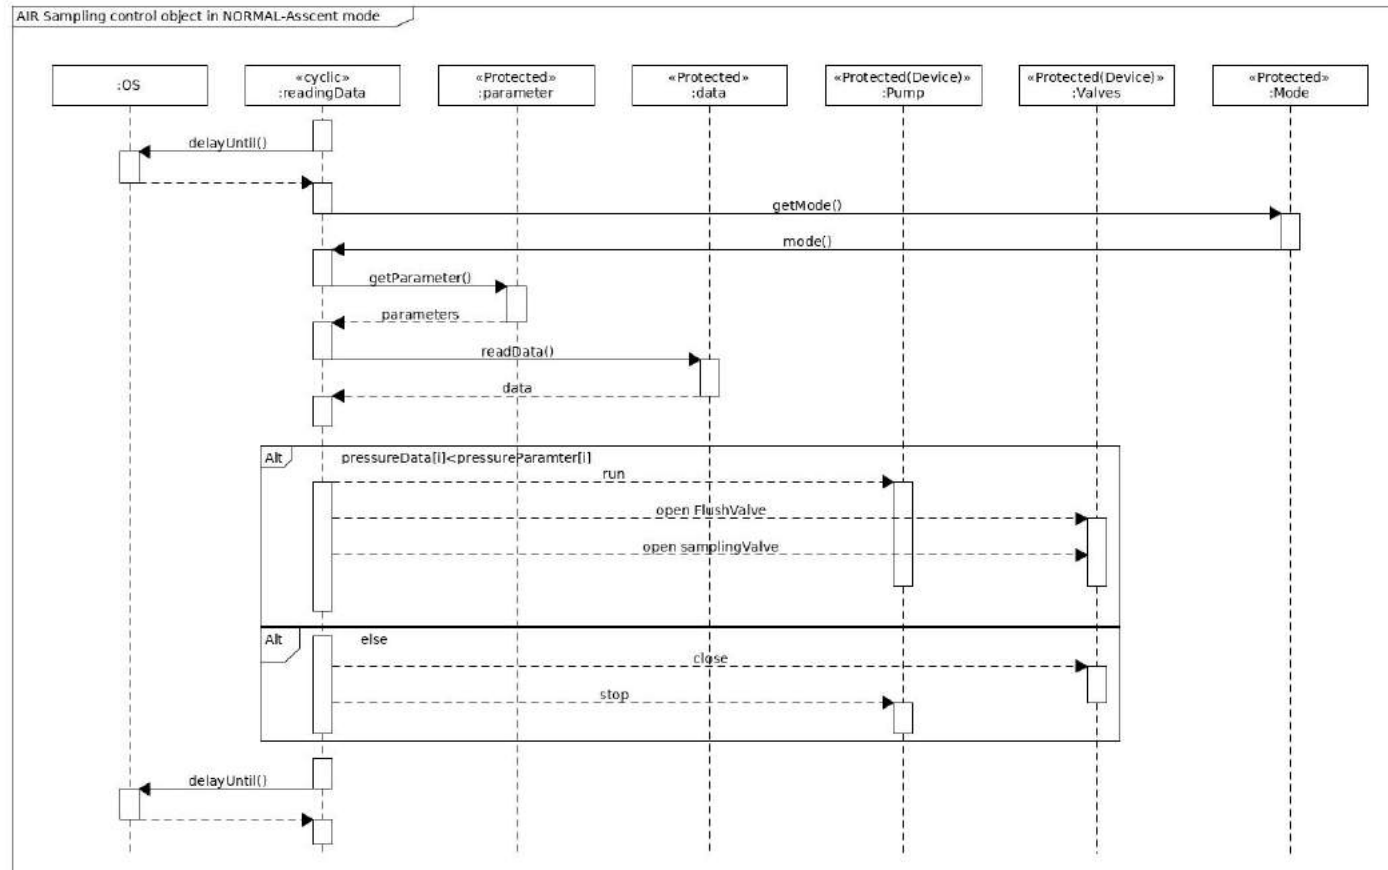 AIR Sampling control object in NORMAL-Asscent mode
:OS
«cyclic»
:readingData
«Protected»
:parameter
«Protected»
:data
«Protected(Device)»
:Pump
«Protected(Device)»
:Valves
«Protected»
:Mode
delayUntil()
getMode()
mode()
getParameter()
parameters
readData()
data
Alt
pressureData[i]<pressureParamter[i]
run
open FlushValve
open samplingValve
Alt
else
close
stop
delayUntil()